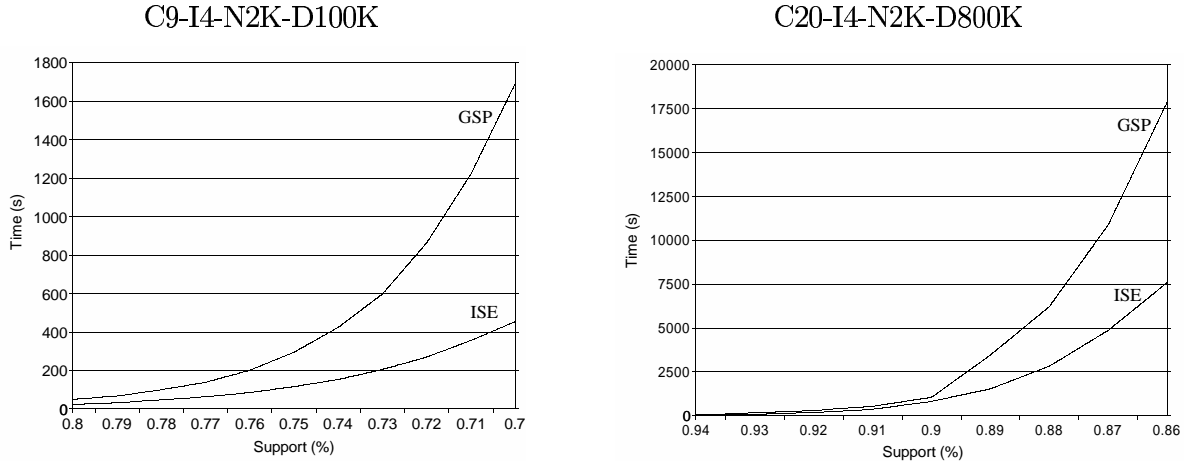 C9-I4-N2K-D100K
1800
1600
1400
1200
1000
800
600
400
200
0
Time (s)
GSP
ISE
0.8 0.79 0.78 0.77 0.76 0.75 0.74 0.73 0.72 0.71 0.7
Support (%)
C20-I4-N2K-D800K
20000
17500
15000
12500
10000
7500
5000
2500
0
Time (s)
GSP
ISE
0.94 0.93 0.92 0.91 0.9 0.89 0.88 0.87 0.86
Support (%)